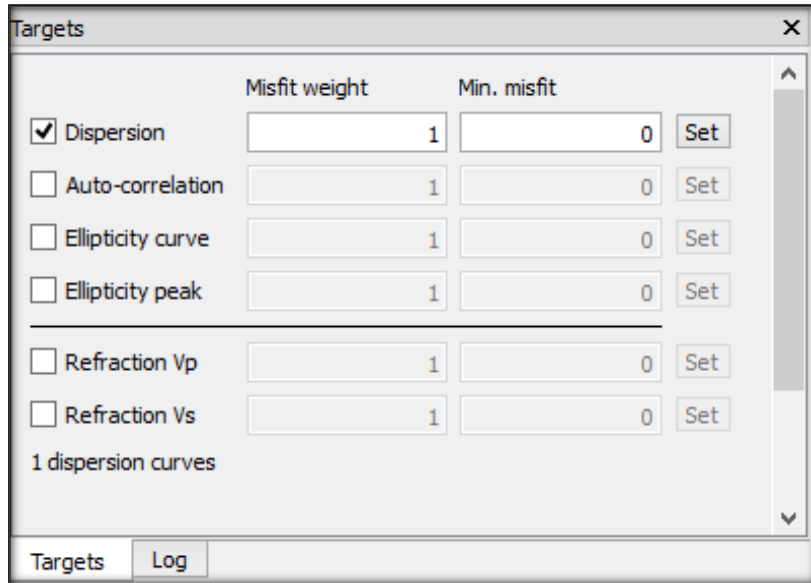 Targets
Misfit weight Min. misfit
Dispersion 1 0 Set
Auto-correlation 1 0 Set
Ellipticity curve 1 0 Set
Ellipticity peak 1 0 Set
Refraction Vp 1 0 Set
Refraction Vs 1 0 Set
1 dispersion curves
Targets Log